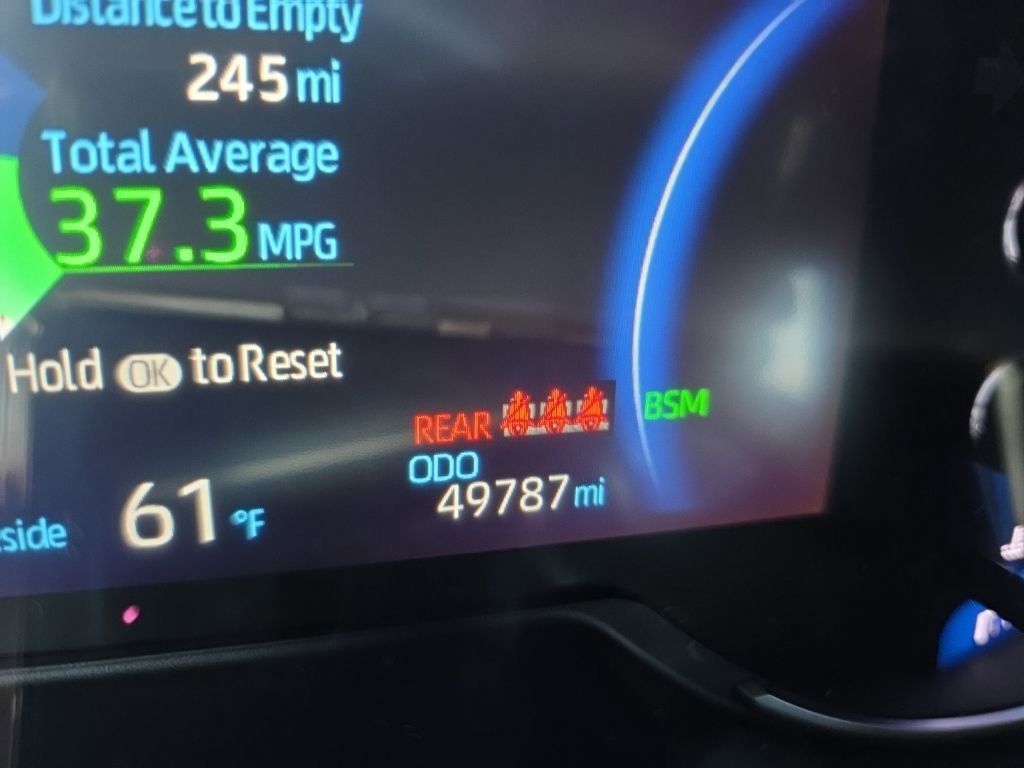 Distance to Empty
245 mi
Total Average
37.3 MPG
Hold OK to Reset
REAR BSM
ODO
49787 mi
side 61 °F